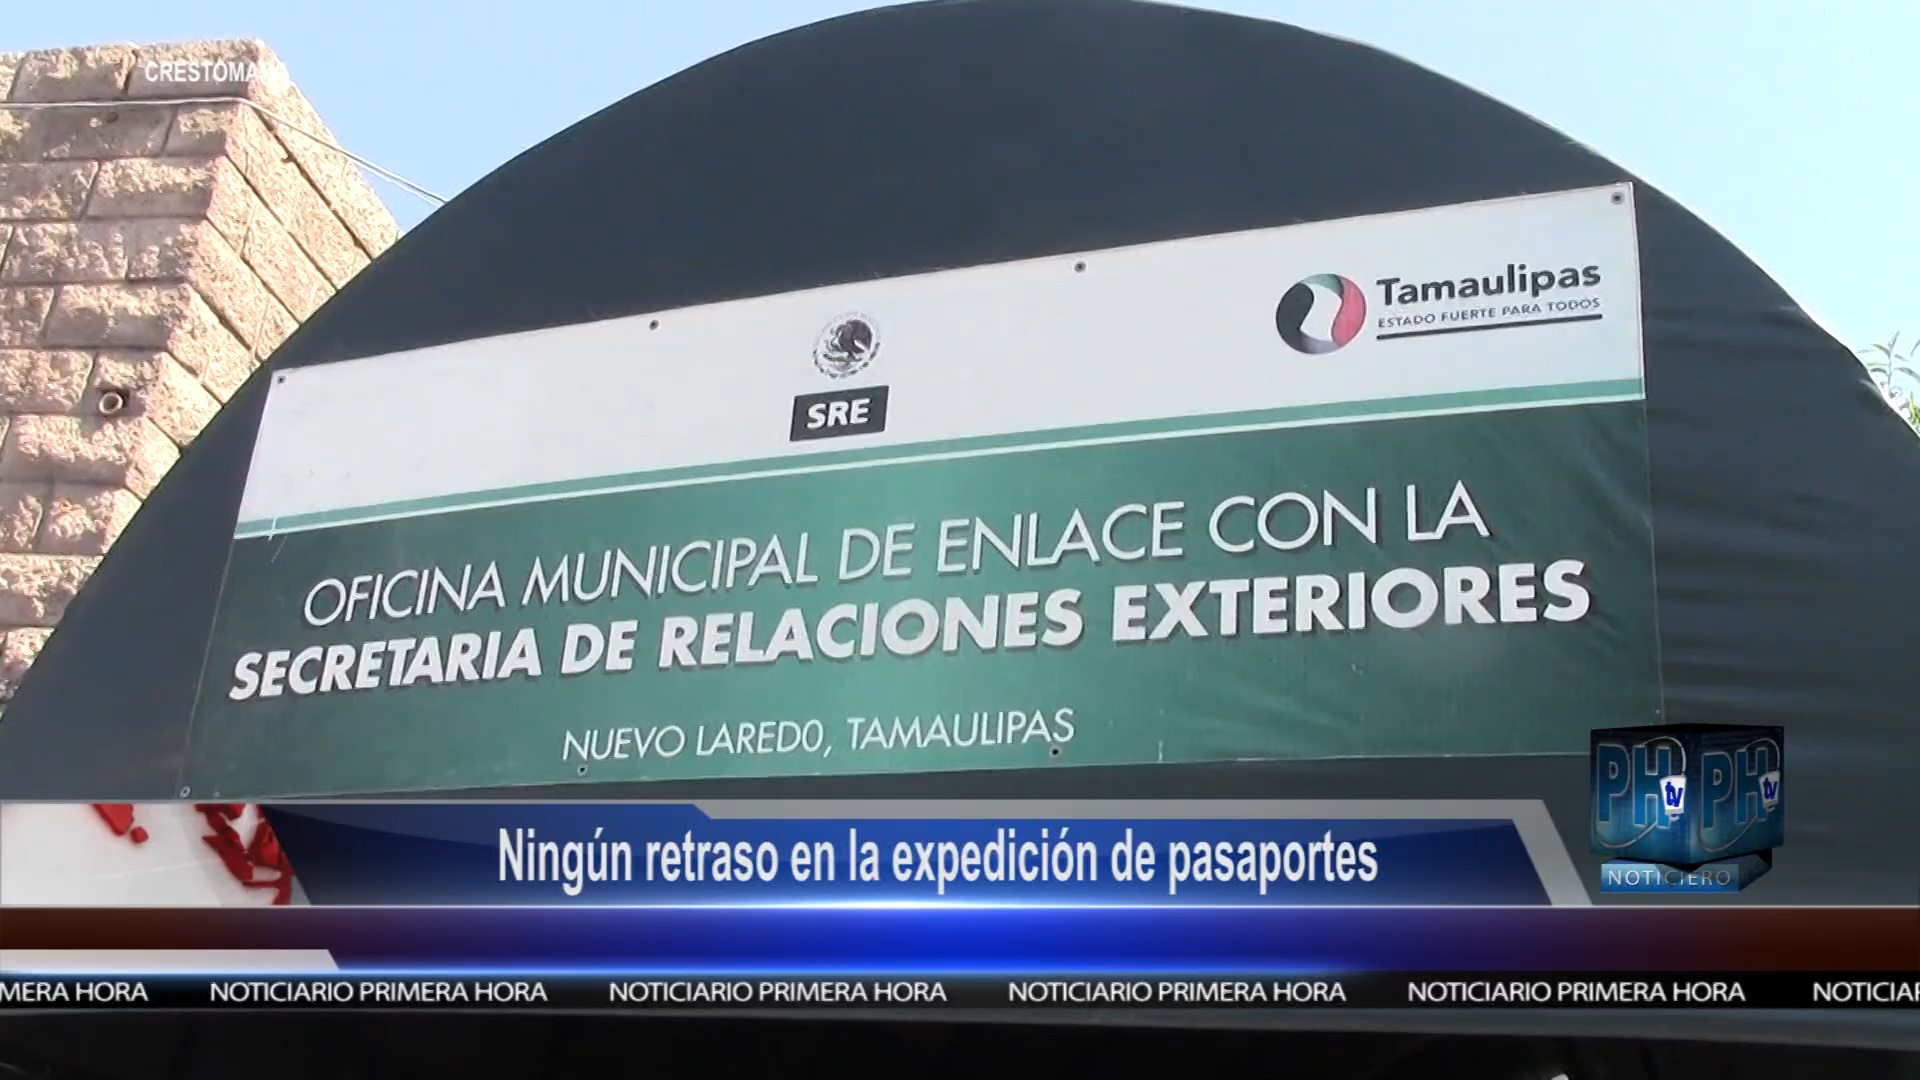 CRESTOMA
Tamaulipas
ESTADO FUERTE PARA TODOS
SRE
OFICINA MUNICIPAL DE ENLACE CON LA
SECRETARIA DE RELACIONES EXTERIORES
NUEVO LAREDO, TAMAULIPAS
PH tv PH tv
NOTICIERO
Ningún retraso en la expedición de pasaportes
MERA HORA NOTICIARIO PRIMERA HORA NOTICIARIO PRIMERA HORA NOTICIARIO PRIMERA HORA NOTICIARIO PRIMERA HORA NOTICIAR